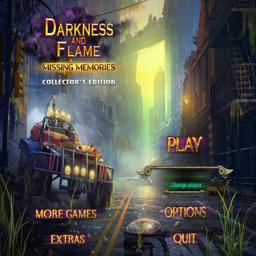 DARKNESS
AND
FLAME
MISSING MEMORIES
COLLECTOR'S EDITION
PLAY
Change player
MORE GAMES
OPTIONS
EXTRAS
QUIT